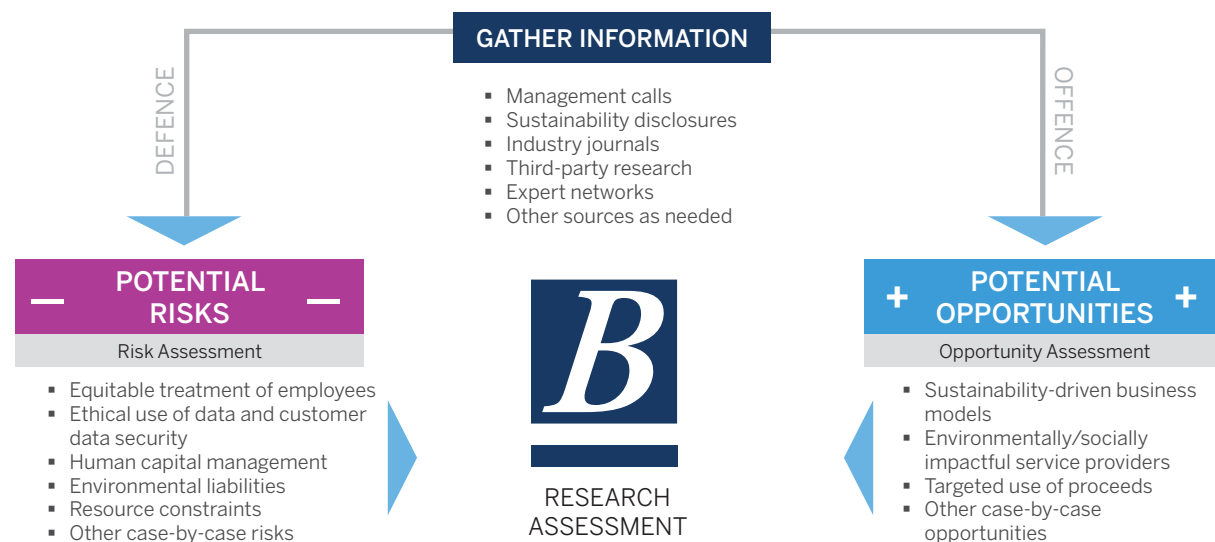 GATHER INFORMATION
▪ Management calls
▪ Sustainability disclosures
▪ Industry journals
▪ Third-party research
▪ Expert networks
▪ Other sources as needed
DEFENCE
OFFENCE
— POTENTIAL —
RISKS
Risk Assessment
▪ Equitable treatment of employees
▪ Ethical use of data and customer
data security
▪ Human capital management
▪ Environmental liabilities
▪ Resource constraints
▪ Other case-by-case risks
B
RESEARCH
ASSESSMENT
+ POTENTIAL +
OPPORTUNITIES
Opportunity Assessment
▪ Sustainability-driven business
models
▪ Environmentally/socially
impactful service providers
▪ Targeted use of proceeds
▪ Other case-by-case
opportunities